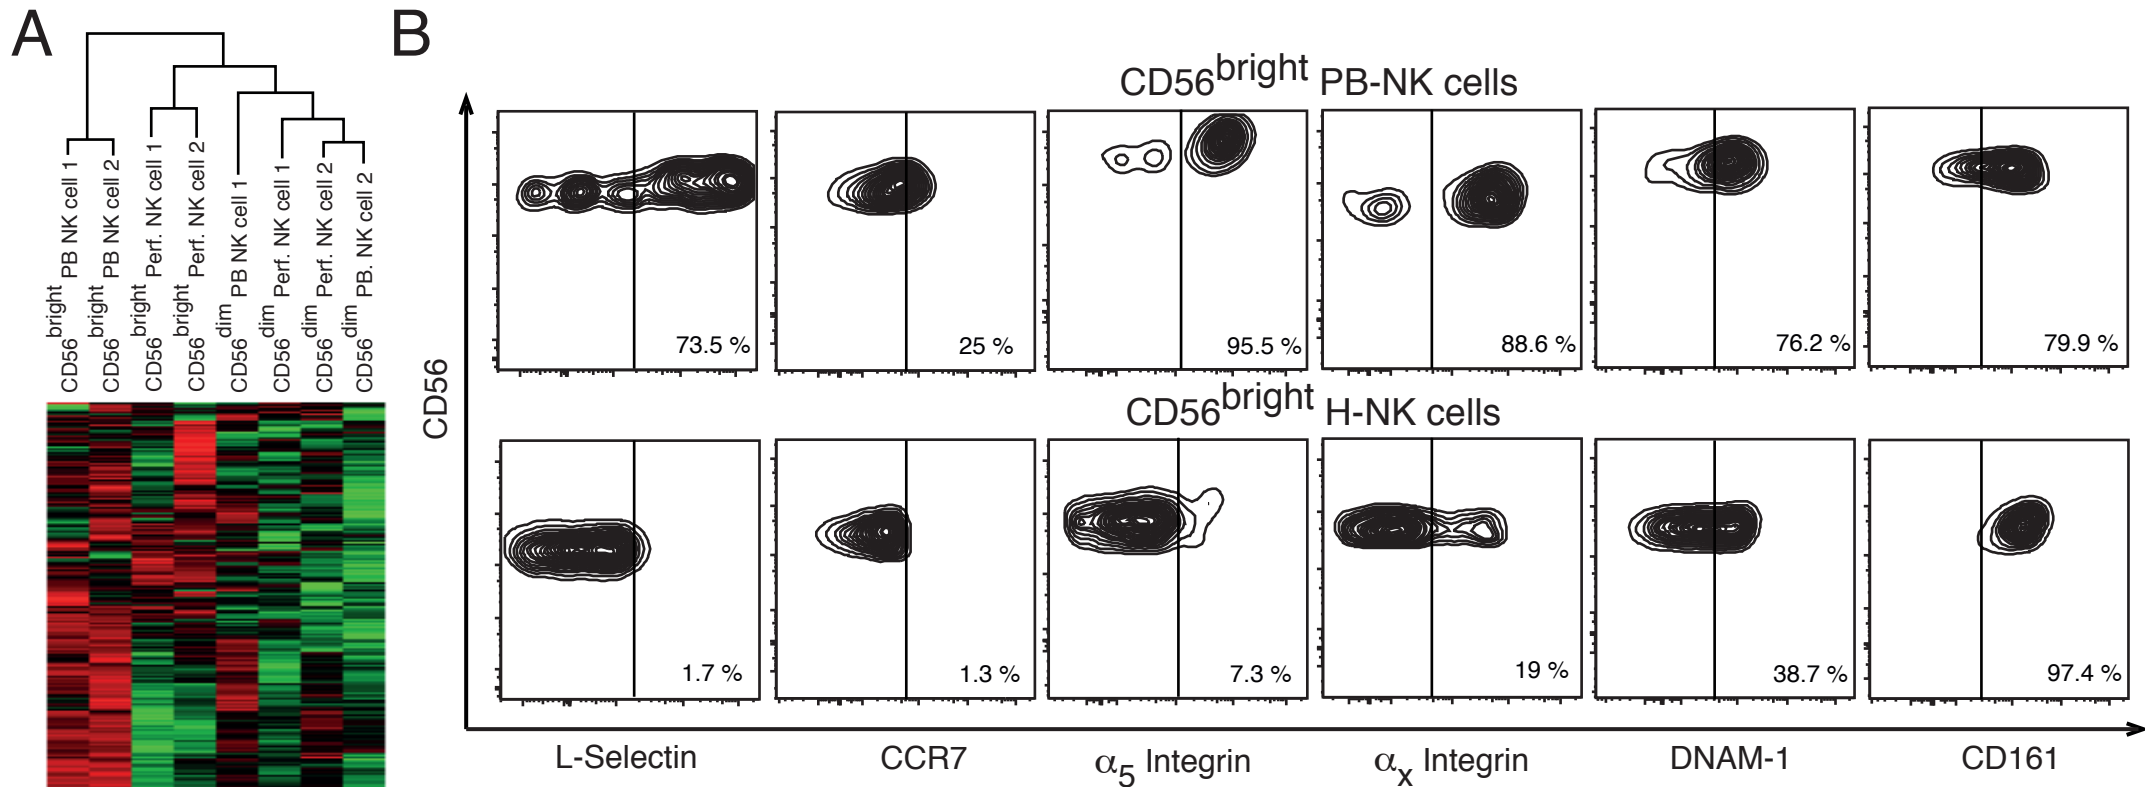 A
B
CD56bright PB NK cell 1
CD56bright PB NK cell 2
CD56bright Perf. NK cell 1
CD56bright Perf. NK cell 2
CD56dim PB NK cell 1
CD56dim Perf. NK cell 1
CD56dim Perf. NK cell 2
CD56dim PB. NK cell 2
CD56bright PB-NK cells
73.5 %
25 %
95.5 %
88.6 %
76.2 %
79.9 %
CD56
CD56bright H-NK cells
1.7 %
1.3 %
7.3 %
19 %
38.7 %
97.4 %
L-Selectin
CCR7
α5 Integrin
αx Integrin
DNAM-1
CD161